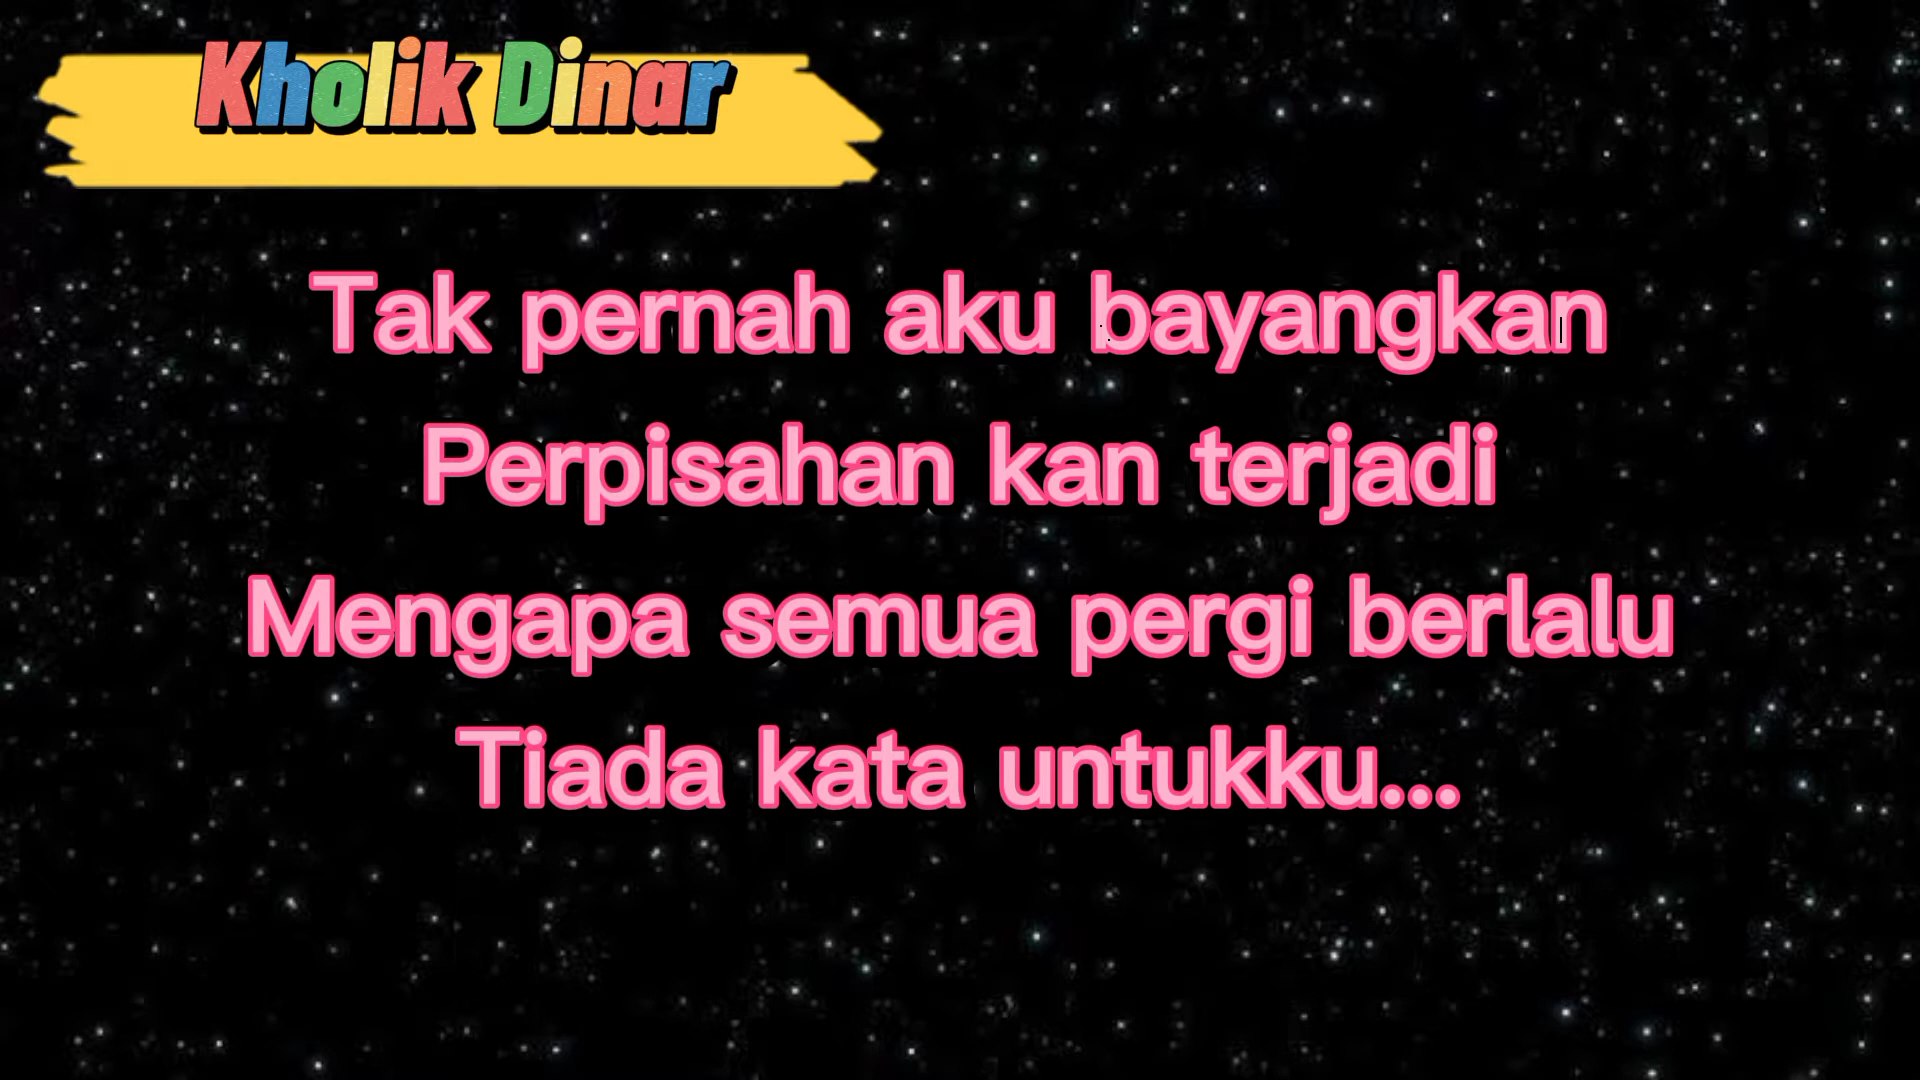 Kholik Dinar
Tak pernah aku bayangkan
Perpisahan kan terjadi
Mengapa semua pergi berlalu
Tiada kata untukku...